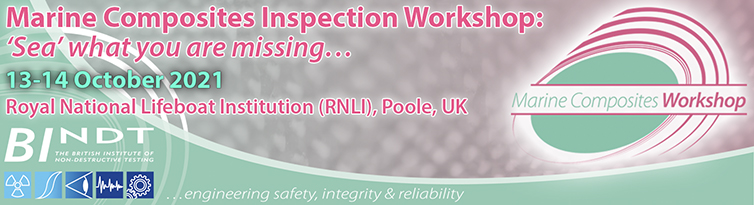 Marine Composites Inspection Workshop:
‘Sea’ what you are missing…
13-14 October 2021
Royal National Lifeboat Institution (RNLI), Poole, UK
Marine Composites Workshop
BINDT
THE BRITISH INSTITUTE OF
NON-DESTRUCTIVE TESTING
…engineering safety, integrity & reliability